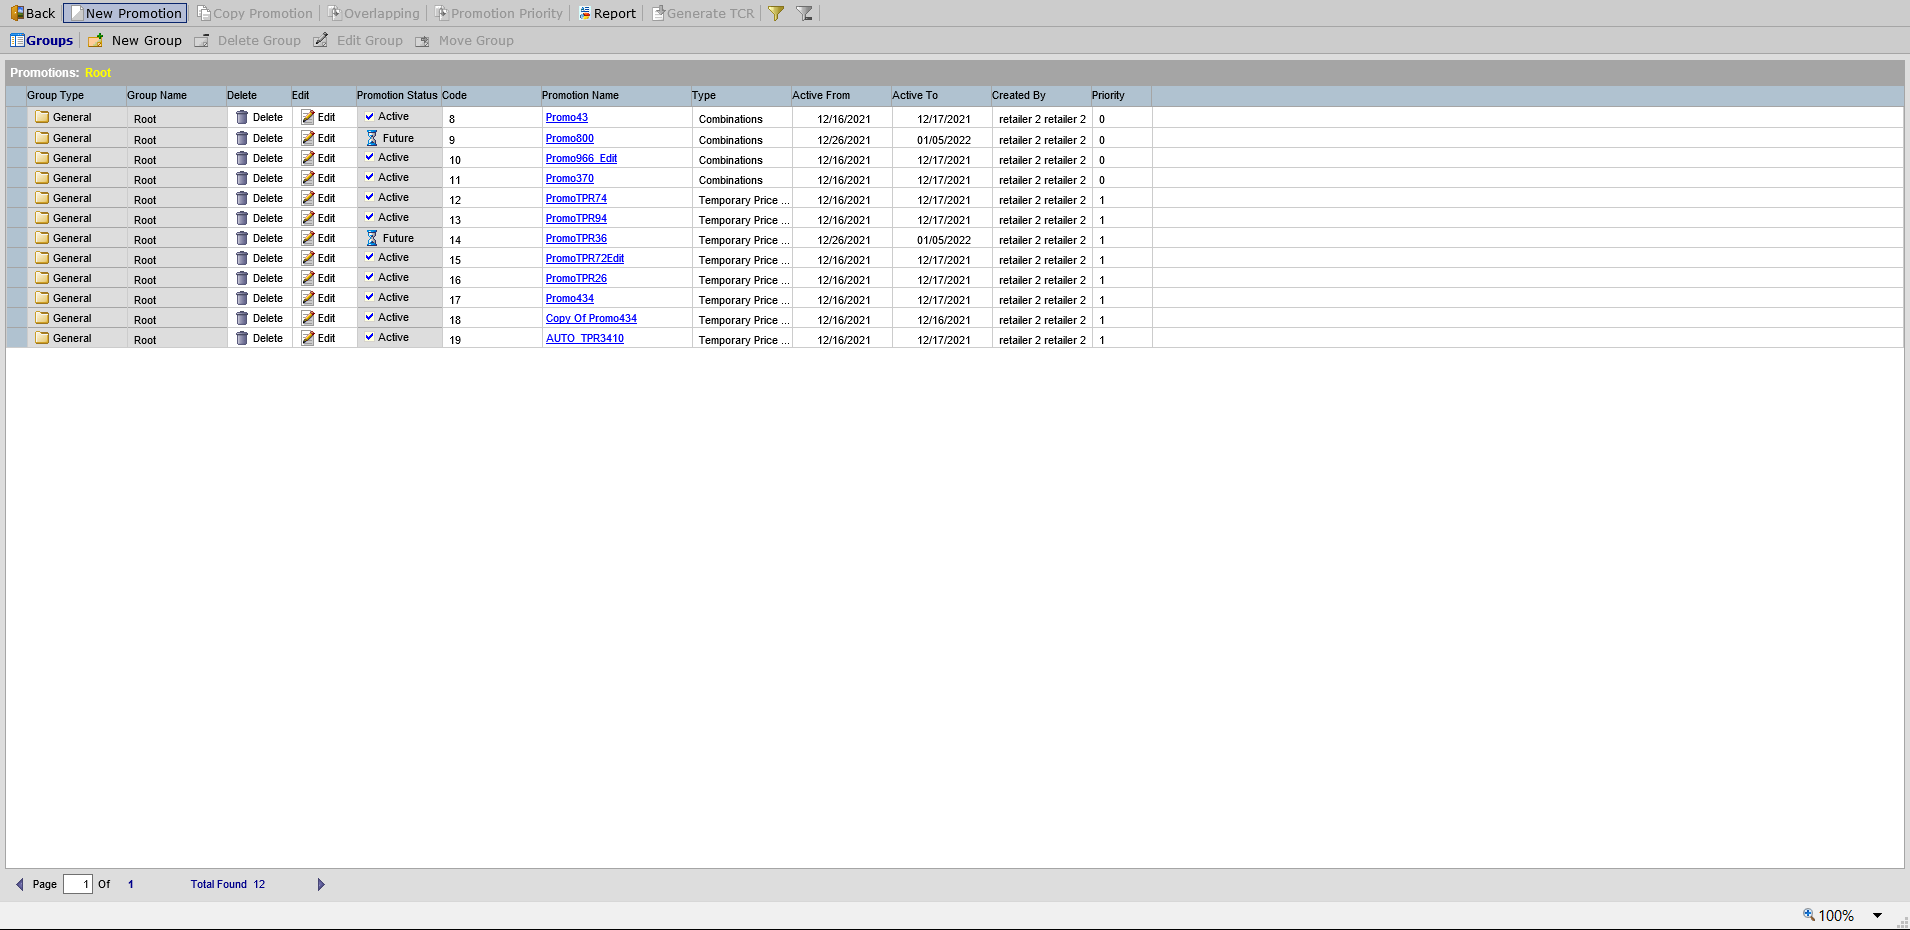 Back New Promotion Copy Promotion Overlapping Promotion Priority Report Generate TCR
Groups New Group Delete Group Edit Group Move Group
Promotions: Root
Group Type Group Name Delete Edit Promotion Status Code Promotion Name Type Active From Active To Created By Priority
General Root Delete Edit Active 8 Promo43 Combinations 12/16/2021 12/17/2021 retailer 2 retailer 2 0
General Root Delete Edit Future 9 Promo800 Combinations 12/26/2021 01/05/2022 retailer 2 retailer 2 0
General Root Delete Edit Active 10 Promo966_Edit Combinations 12/16/2021 12/17/2021 retailer 2 retailer 2 0
General Root Delete Edit Active 11 Promo370 Combinations 12/16/2021 12/17/2021 retailer 2 retailer 2 0
General Root Delete Edit Active 12 PromoTPR74 Temporary Price ... 12/16/2021 12/17/2021 retailer 2 retailer 2 1
General Root Delete Edit Active 13 PromoTPR94 Temporary Price ... 12/16/2021 12/17/2021 retailer 2 retailer 2 1
General Root Delete Edit Future 14 PromoTPR36 Temporary Price ... 12/26/2021 01/05/2022 retailer 2 retailer 2 1
General Root Delete Edit Active 15 PromoTPR72Edit Temporary Price ... 12/16/2021 12/17/2021 retailer 2 retailer 2 1
General Root Delete Edit Active 16 PromoTPR26 Temporary Price ... 12/16/2021 12/17/2021 retailer 2 retailer 2 1
General Root Delete Edit Active 17 Promo434 Temporary Price ... 12/16/2021 12/17/2021 retailer 2 retailer 2 1
General Root Delete Edit Active 18 Copy Of Promo434 Temporary Price ... 12/16/2021 12/16/2021 retailer 2 retailer 2 1
General Root Delete Edit Active 19 AUTO_TPR3410 Temporary Price ... 12/16/2021 12/17/2021 retailer 2 retailer 2 1
Page 1 Of 1 Total Found 12
100%